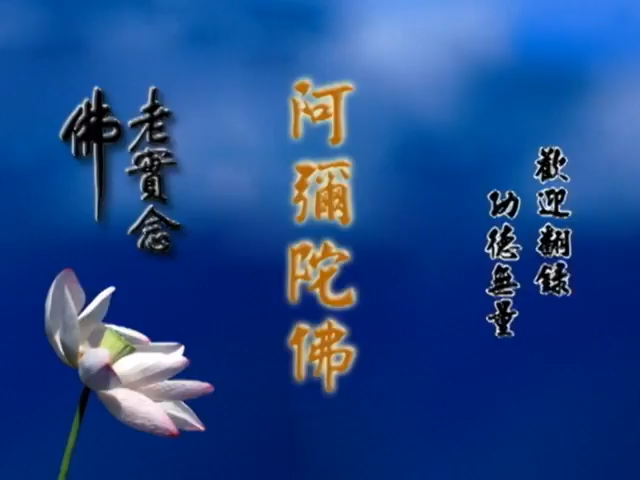 歡迎翻錄
功德無量
阿彌陀佛
老實念
佛